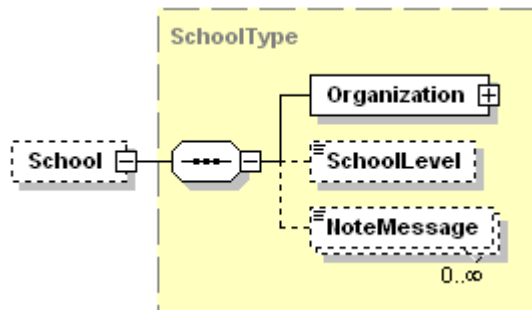 SchoolType
Organization
School
SchoolLevel
NoteMessage
0..∞